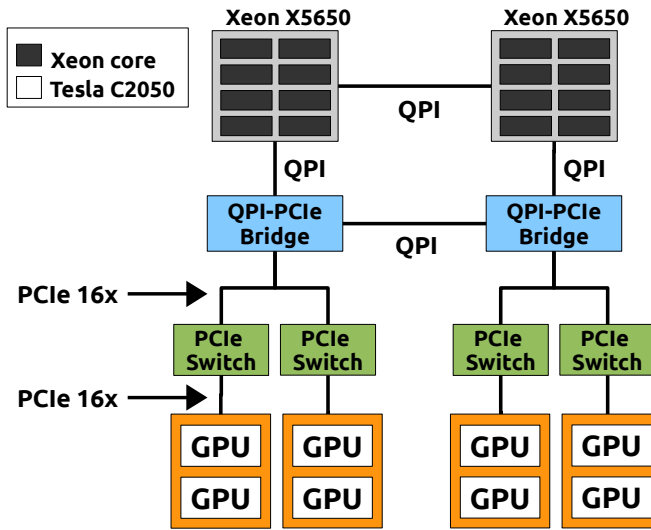 Xeon X5650
Xeon X5650
Xeon core
Tesla C2050
QPI
QPI
QPI
QPI-PCIe
Bridge
QPI-PCIe
Bridge
QPI
PCIe 16x
PCIe
Switch
PCIe
Switch
PCIe
Switch
PCIe
Switch
PCIe 16x
GPU
GPU
GPU
GPU
GPU
GPU
GPU
GPU